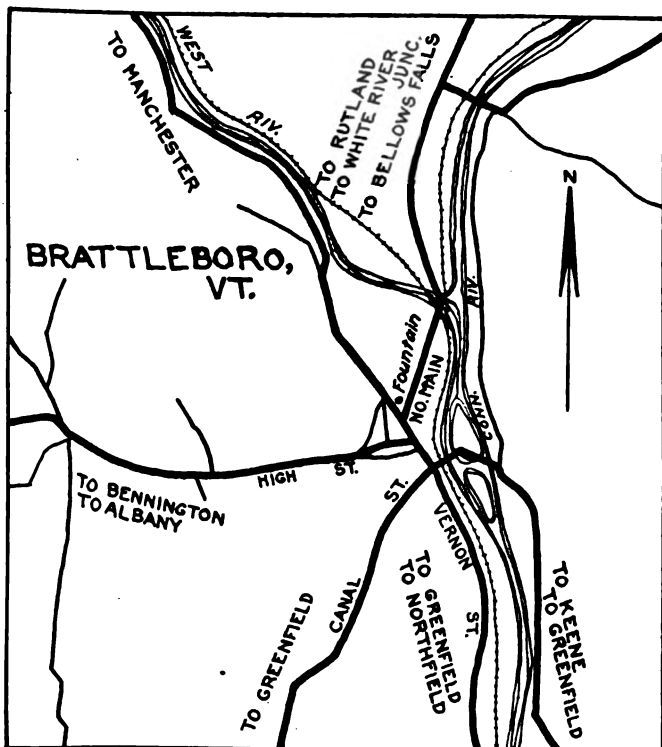 WEST
RIV.
TO MANCHESTER
TO RUTLAND
TO WHITE RIVER
JUNC.
TO BELLOWS FALLS
N
BRATTLEBORO,
VT.
RIV.
CONN.
Fountain
NO. MAIN
HIGH ST.
TO BENNINGTON
TO ALBANY
CANAL ST.
VERNON ST.
TO GREENFIELD
TO GREENFIELD
TO NORTHFIELD
TO KEENE
TO GREENFIELD